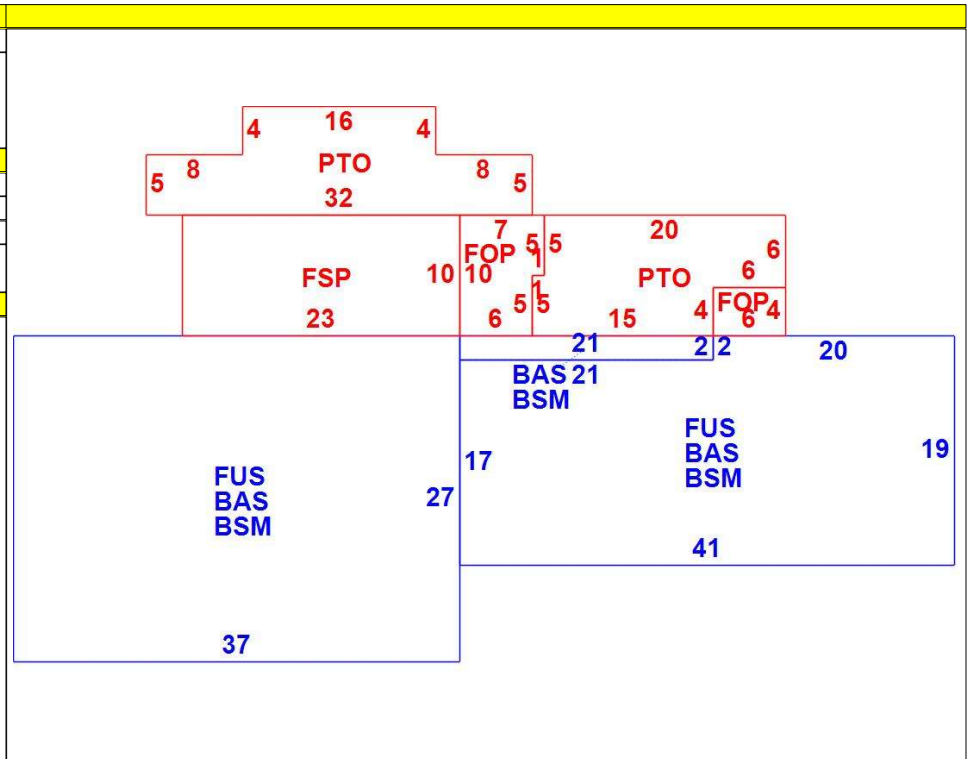 16
4 4
PTO
8 8
5 5
32
7 20
5 5 6
FOP 1
FSP 10 10 PTO 6
1 FOP
5 5 4 4
23 6 15 6
21 2 2 20
BAS 21
BSM
FUS
BAS
BSM
19
17
FUS
BAS
BSM
27
41
37